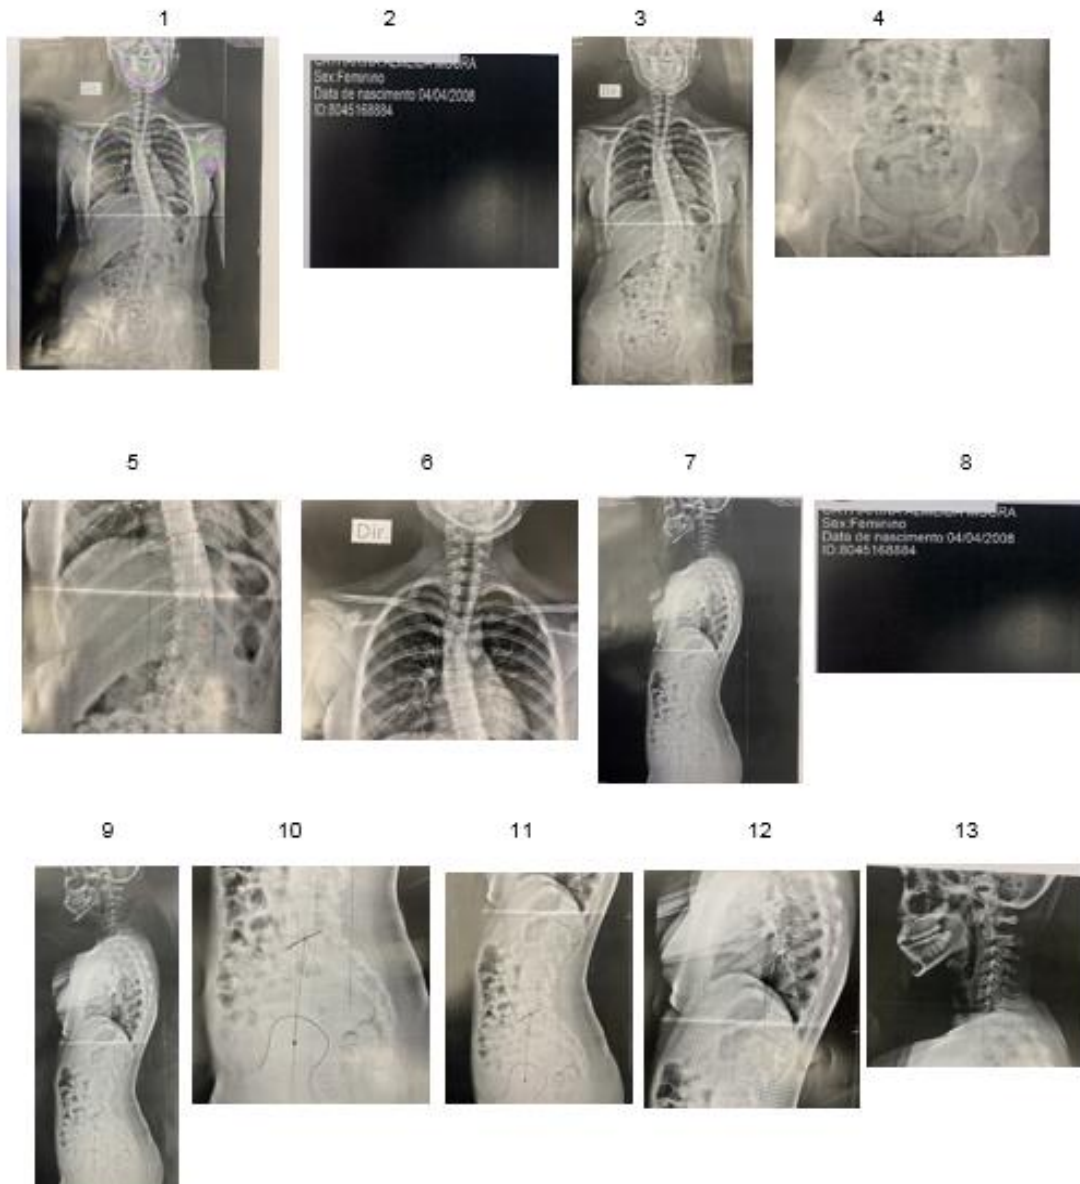 1
2
3
4
Dir.
Sex:Feminino
Data de nascimento:04/04/2008
ID:8045168884
Dir.
5
6
7
8
Dir.
Sex:Feminino
Data de nascimento:04/04/2008
ID:8045168884
9
10
11
12
13